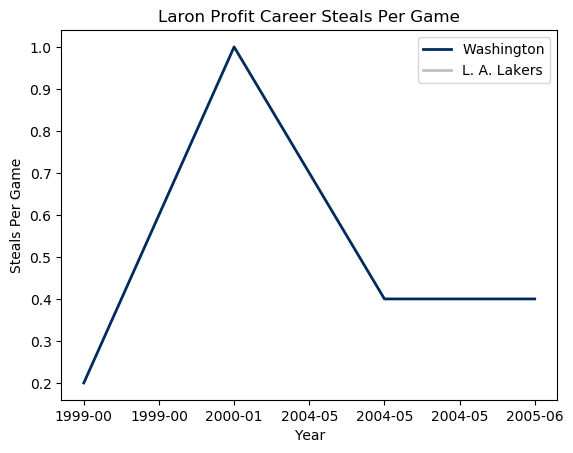 Laron Profit Career Steals Per Game
Washington
L. A. Lakers
Steals Per Game
1.0
0.9
0.8
0.7
0.6
0.5
0.4
0.3
0.2
1999-00 1999-00 2000-01 2004-05 2004-05 2004-05 2005-06
Year